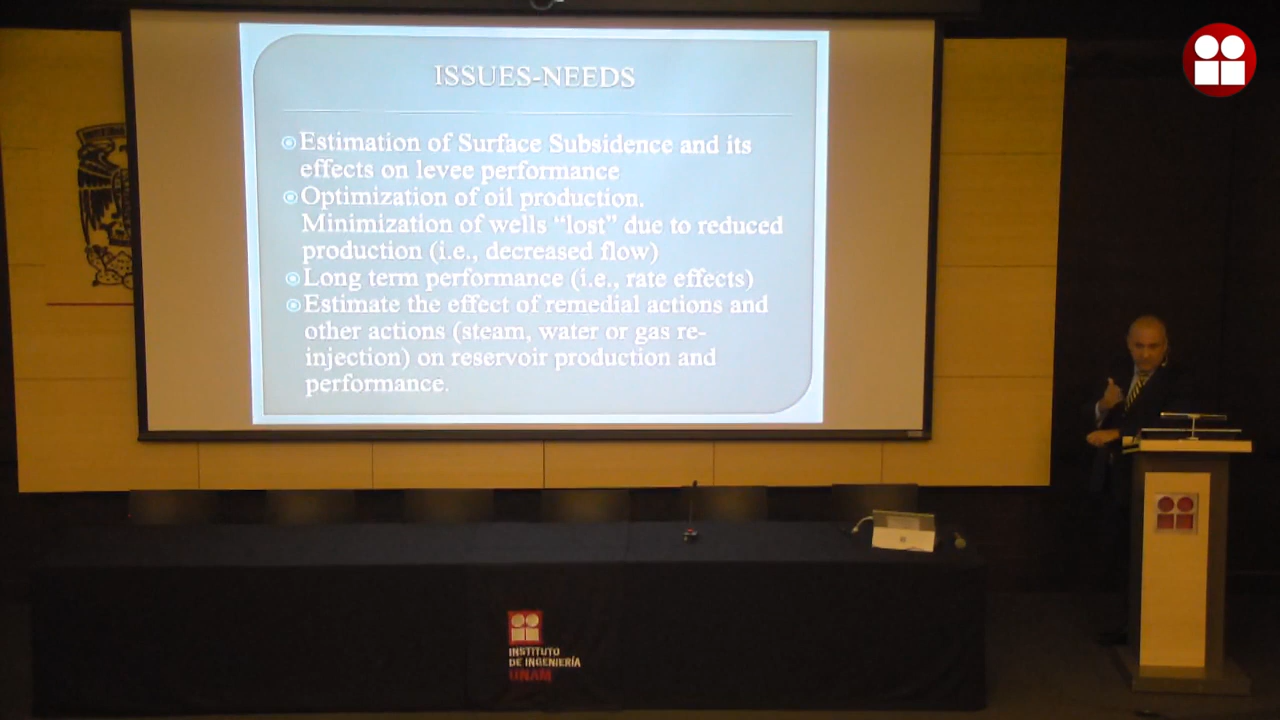 ISSUES-NEEDS
Estimation of Surface Subsidence and its
effects on levee performance
Optimization of oil production.
Minimization of wells “lost” due to reduced
production (i.e., decreased flow)
Long term performance (i.e., rate effects)
Estimate the effect of remedial actions and
other actions (steam, water or gas re-
injection) on reservoir production and
performance.
INSTITUTO
DE INGENIERÍA
UNAM